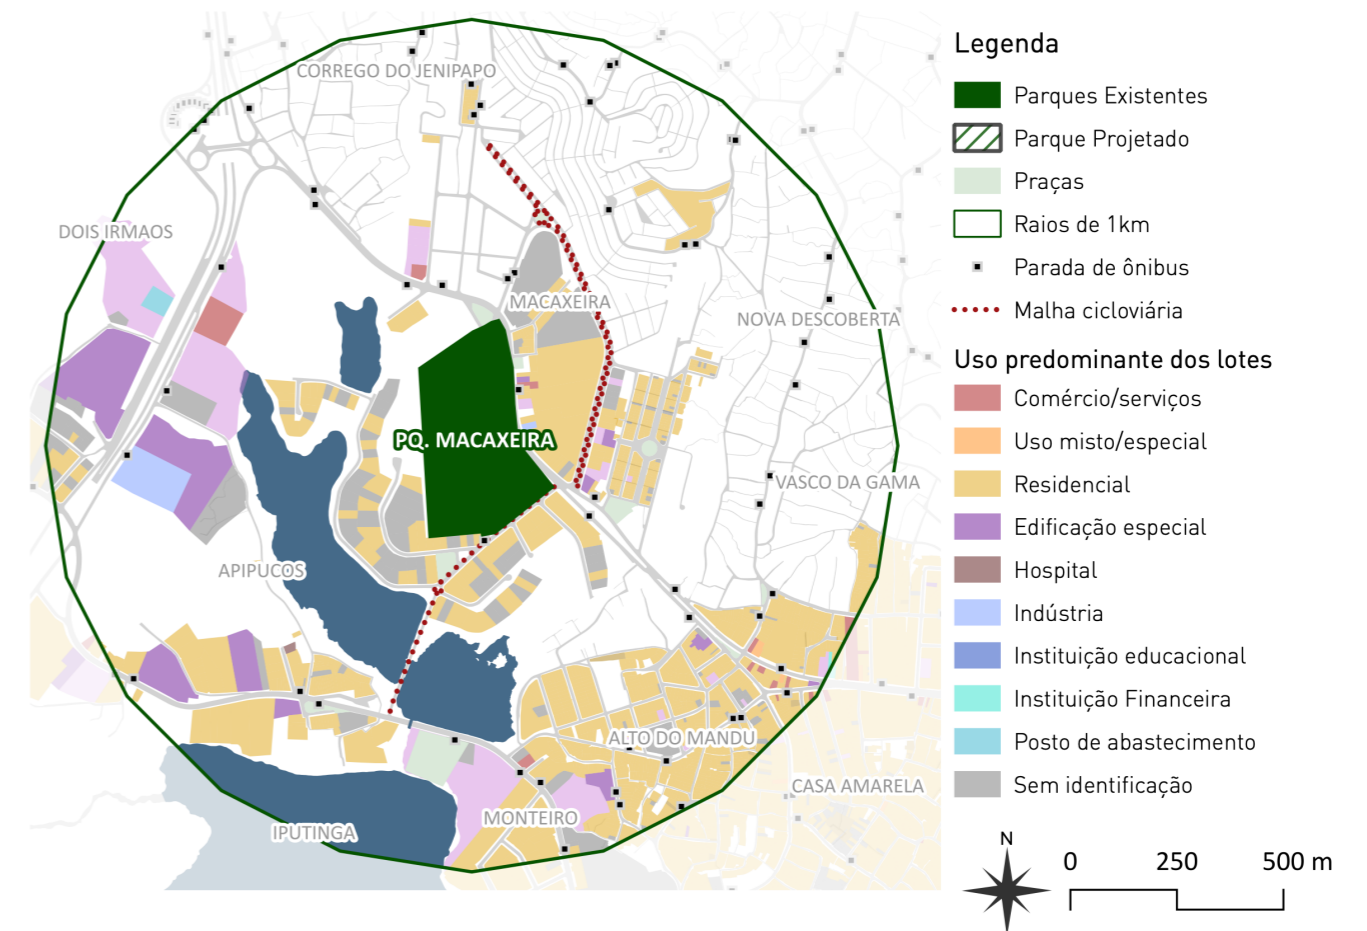 CORREGO DO JENIPAPO
DOIS IRMAOS
MACAXEIRA
NOVA DESCOBERTA
PQ. MACAXEIRA
VASCO DA GAMA
APIPUCOS
ALTO DO MANDU
CASA AMARELA
MONTEIRO
IPUTINGA
Legenda
Parques Existentes
Parque Projetado
Praças
Raios de 1km
Parada de ônibus
Malha cicloviária
Uso predominante dos lotes
Comércio/serviços
Uso misto/especial
Residencial
Edificação especial
Hospital
Indústria
Instituição educacional
Instituição Financeira
Posto de abastecimento
Sem identificação
N
0 250 500 m